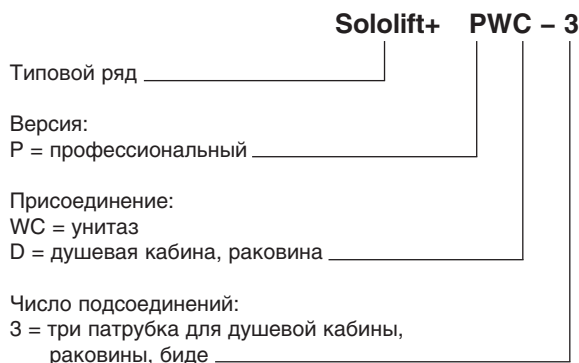 Sololift+ PWC – 3
Типовой ряд
Версия:
P = профессиональный
Присоединение:
WC = унитаз
D = душевая кабина, раковина
Число подсоединений:
3 = три патрубка для душевой кабины,
раковины, биде